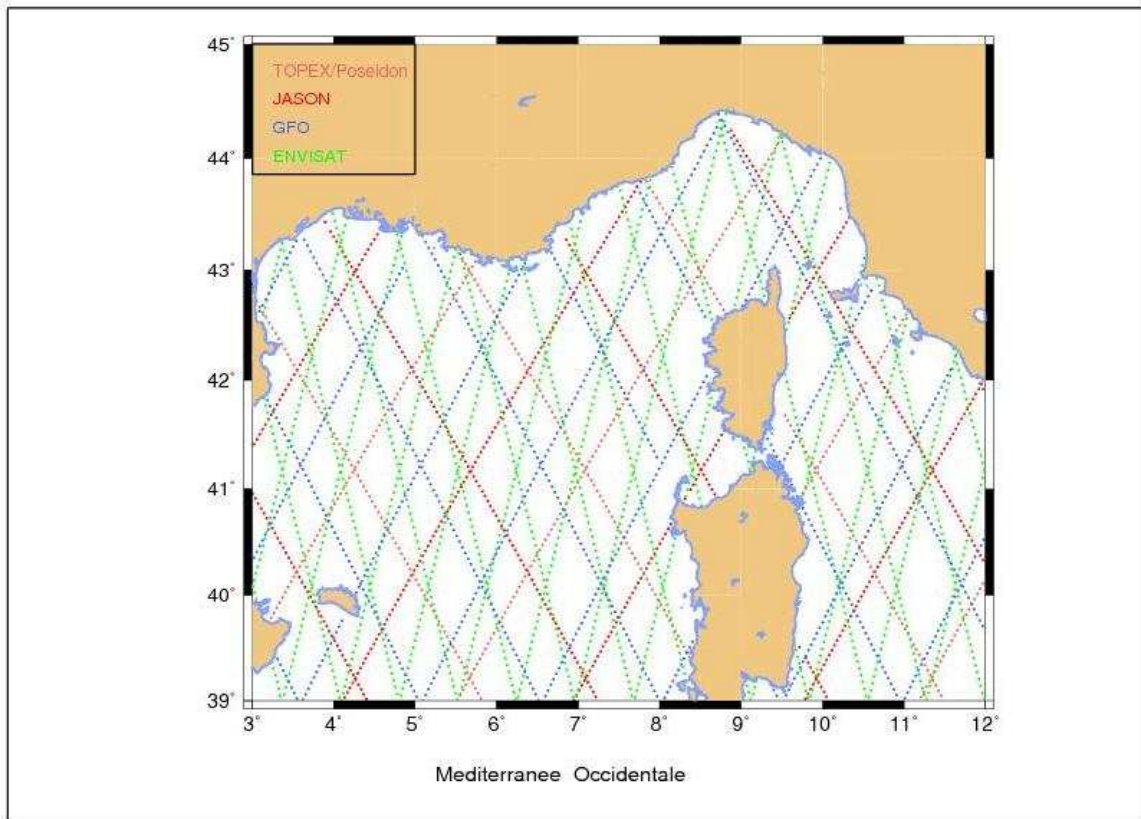 45°
TOPEX/Poseidon
JASON
GFO
44°
ENVISAT
43°
42°
41°
40°
39°
3° 4° 5° 6° 7° 8° 9° 10° 11° 12°
Mediterranee Occidentale